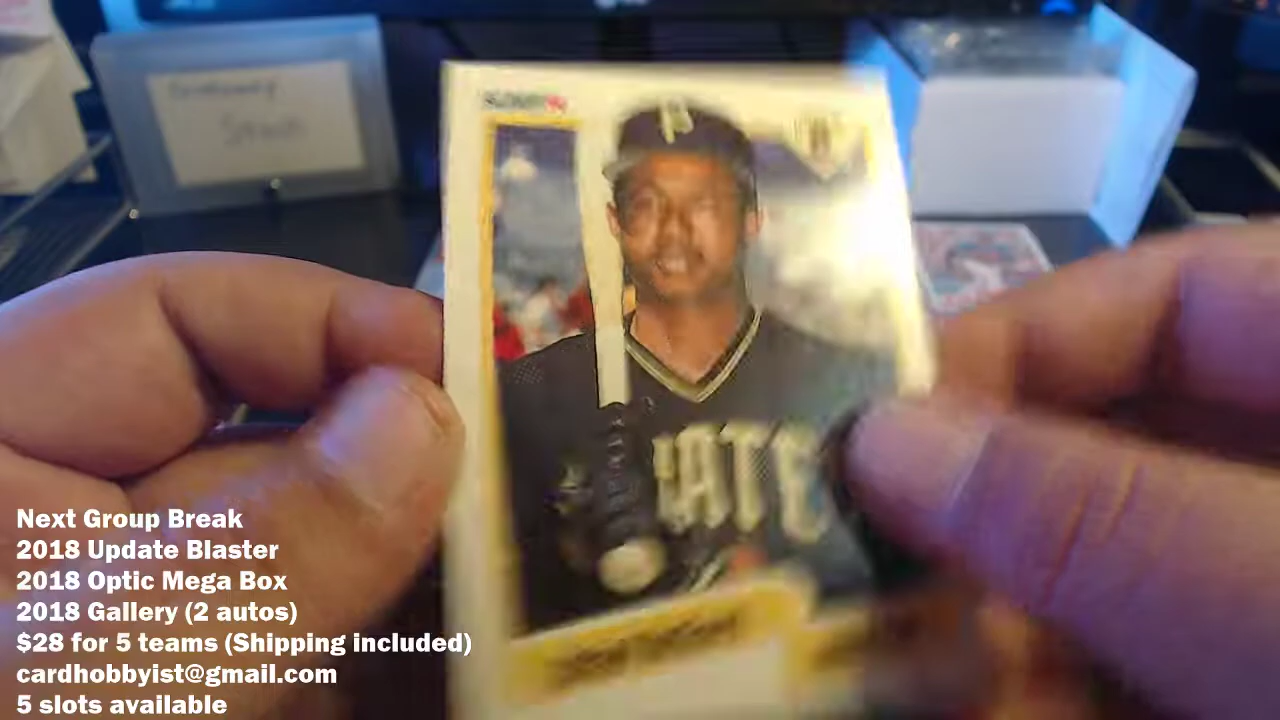 Next Group Break
2018 Update Blaster
2018 Optic Mega Box
2018 Gallery (2 autos)
$28 for 5 teams (Shipping included)
cardhobbyist@gmail.com
5 slots available